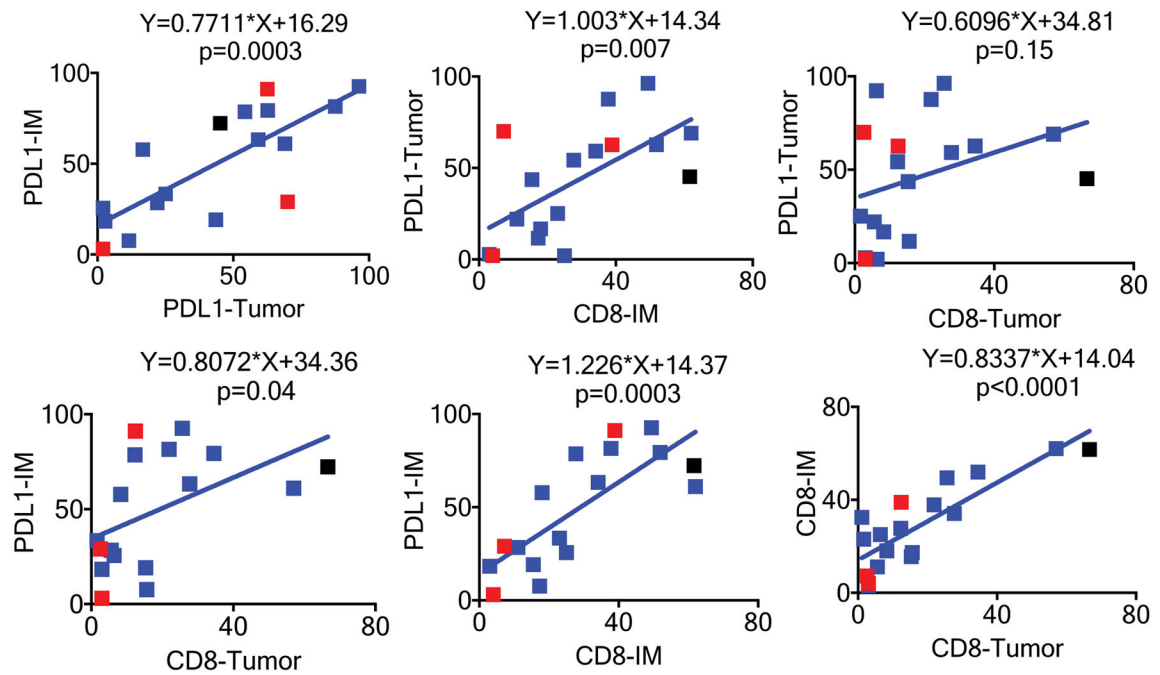 Y=0.7711*X+16.29
p=0.0003
100
50
0
PDL1-IM
0
50
100
PDL1-Tumor
Y=1.003*X+14.34
p=0.007
100
50
0
PDL1-Tumor
0
40
80
CD8-IM
Y=0.6096*X+34.81
p=0.15
100
50
0
PDL1-Tumor
0
40
80
CD8-Tumor
Y=0.8072*X+34.36
p=0.04
100
50
0
PDL1-IM
0
40
80
CD8-Tumor
Y=1.226*X+14.37
p=0.0003
100
50
0
PDL1-IM
0
40
80
CD8-IM
Y=0.8337*X+14.04
p<0.0001
80
40
0
CD8-IM
0
40
80
CD8-Tumor